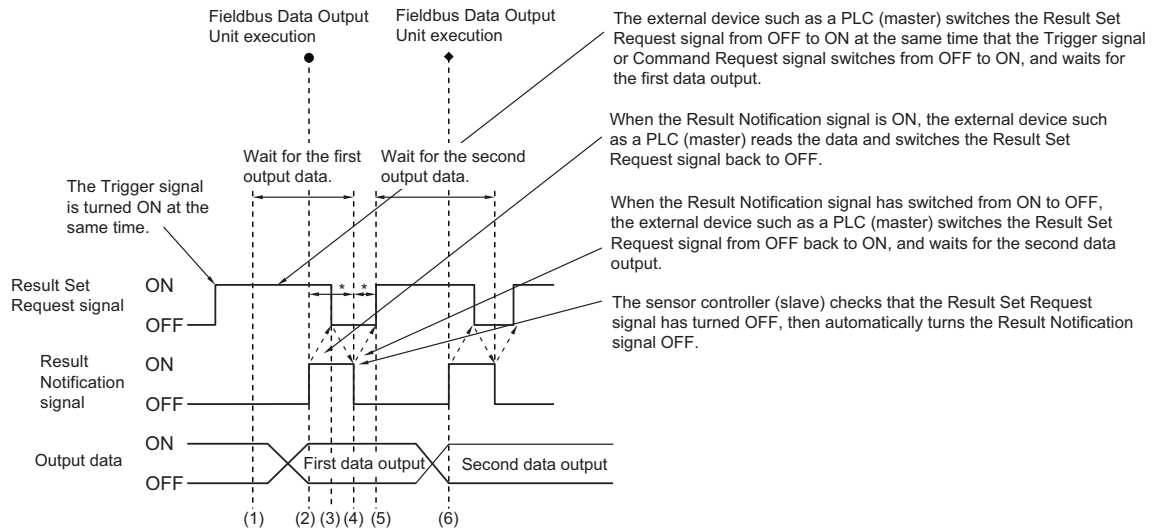 Fieldbus Data Output
Unit execution
Fieldbus Data Output
Unit execution
The external device such as a PLC (master) switches the Result Set
Request signal from OFF to ON at the same time that the Trigger signal
or Command Request signal switches from OFF to ON, and waits for
the first data output.
When the Result Notification signal is ON, the external device such
as a PLC (master) reads the data and switches the Result Set
Request signal back to OFF.
When the Result Notification signal has switched from ON to OFF,
the external device such as a PLC (master) switches the Result Set
Request signal from OFF back to ON, and waits for the second data
output.
The sensor controller (slave) checks that the Result Set Request
signal has turned OFF, then automatically turns the Result Notification
signal OFF.
Wait for the first
output data.
Wait for the second
output data.
The Trigger signal
is turned ON at the
same time.
Result Set
Request signal
ON
OFF
* *
Result
Notification
signal
ON
OFF
Output data
ON
OFF
First data output
Second data output
(1) (2) (3) (4) (5) (6)